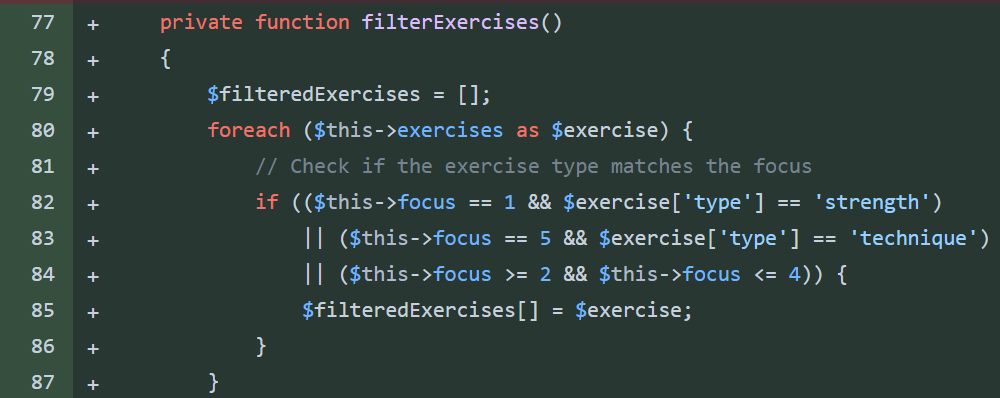 77 + private function filterExercises()
78 + {
79 + $filteredExercises = [];
80 + foreach ($this->exercises as $exercise) {
81 + // Check if the exercise type matches the focus
82 + if (($this->focus == 1 && $exercise['type'] == 'strength')
83 + || ($this->focus == 5 && $exercise['type'] == 'technique')
84 + || ($this->focus >= 2 && $this->focus <= 4)) {
85 + $filteredExercises[] = $exercise;
86 + }
87 + }